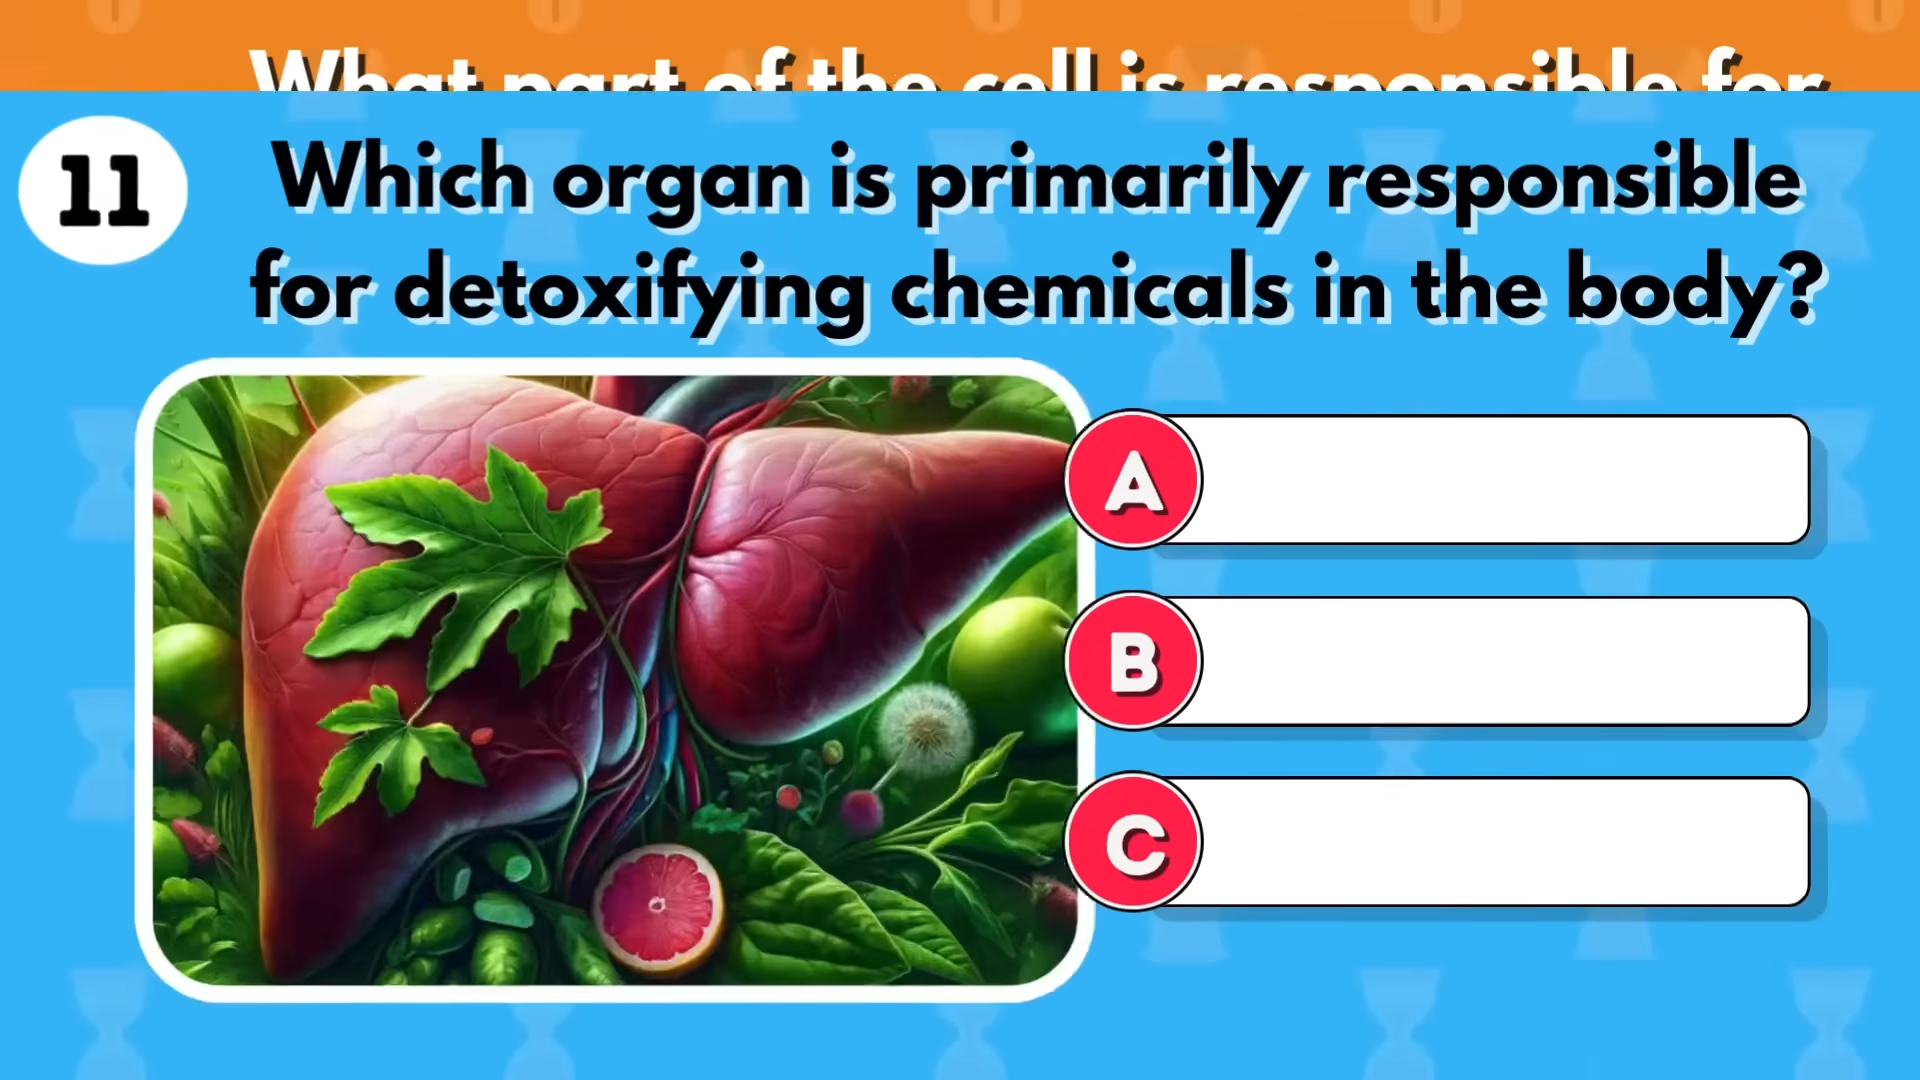 What part of the cell is responsible for
11
Which organ is primarily responsible
for detoxifying chemicals in the body?
A
B
C